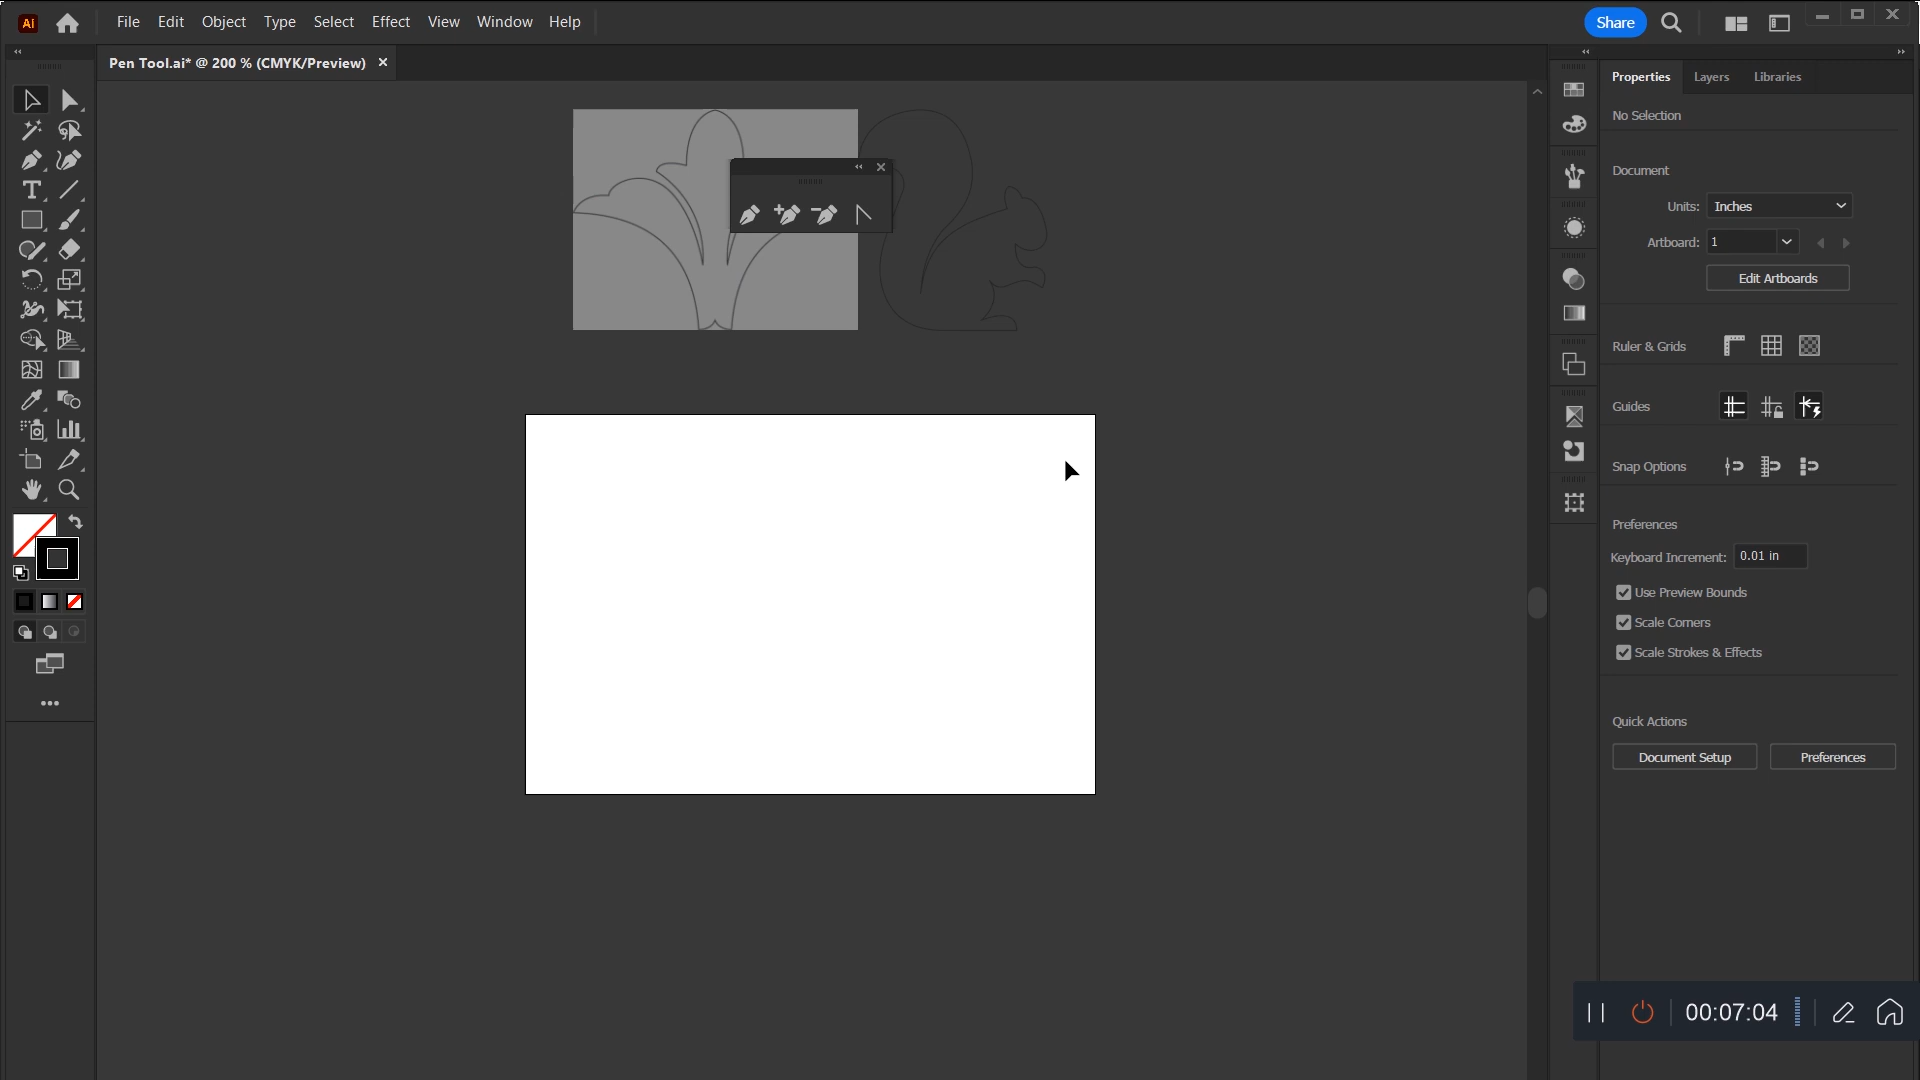 Ai File Edit Object Type Select Effect View Window Help Share
Pen Tool.ai* @ 200 % (CMYK/Preview)
Properties Layers Libraries
No Selection
Document
Units: Inches
Artboard: 1
Edit Artboards
Ruler & Grids
Guides
Snap Options
Preferences
Keyboard Increment: 0.01 in
Use Preview Bounds
Scale Corners
Scale Strokes & Effects
Quick Actions
Document Setup Preferences
00:07:04